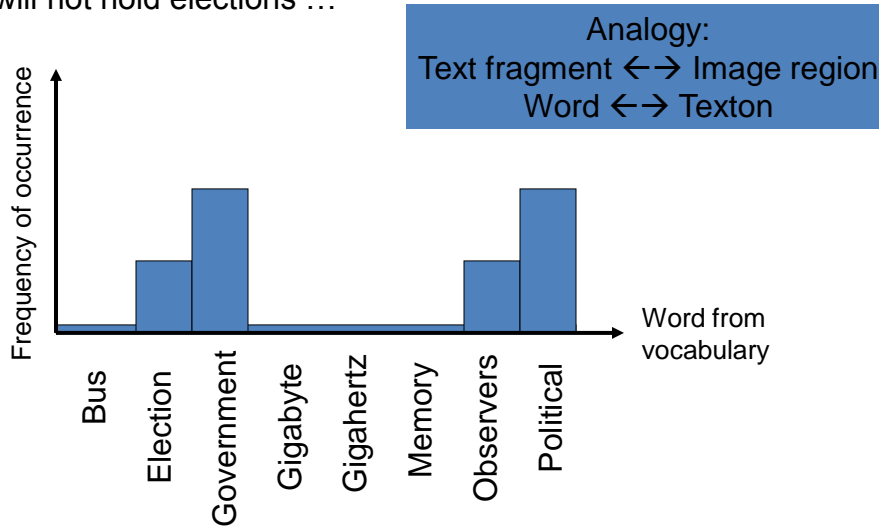 will not hold elections …
Analogy:
Text fragment ←→ Image region
Word ←→ Texton
Frequency of occurrence
Word from
vocabulary
Bus
Election
Government
Gigabyte
Gigahertz
Memory
Observers
Political